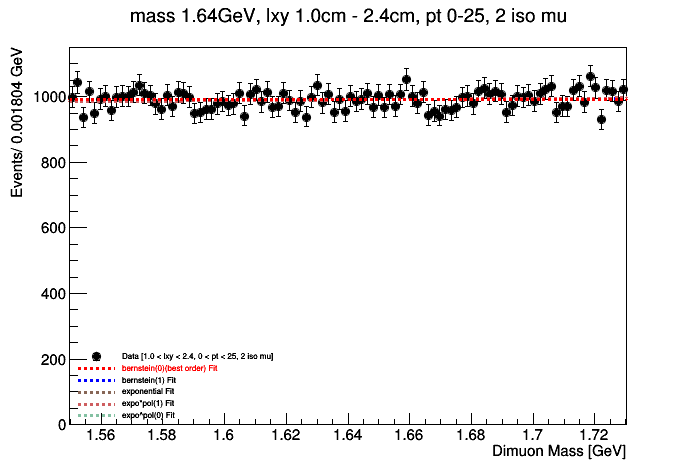 mass 1.64GeV, lxy 1.0cm - 2.4cm, pt 0-25, 2 iso mu
Events/ 0.001804 GeV
1000
800
600
400
200
0
Data [1.0 < lxy < 2.4, 0 < pt < 25, 2 iso mu]
bernstein(0)(best order) Fit
bernstein(1) Fit
exponential Fit
expo*pol(1) Fit
expo^pol(0) Fit
1.56 1.58 1.6 1.62 1.64 1.66 1.68 1.7 1.72
Dimuon Mass [GeV]